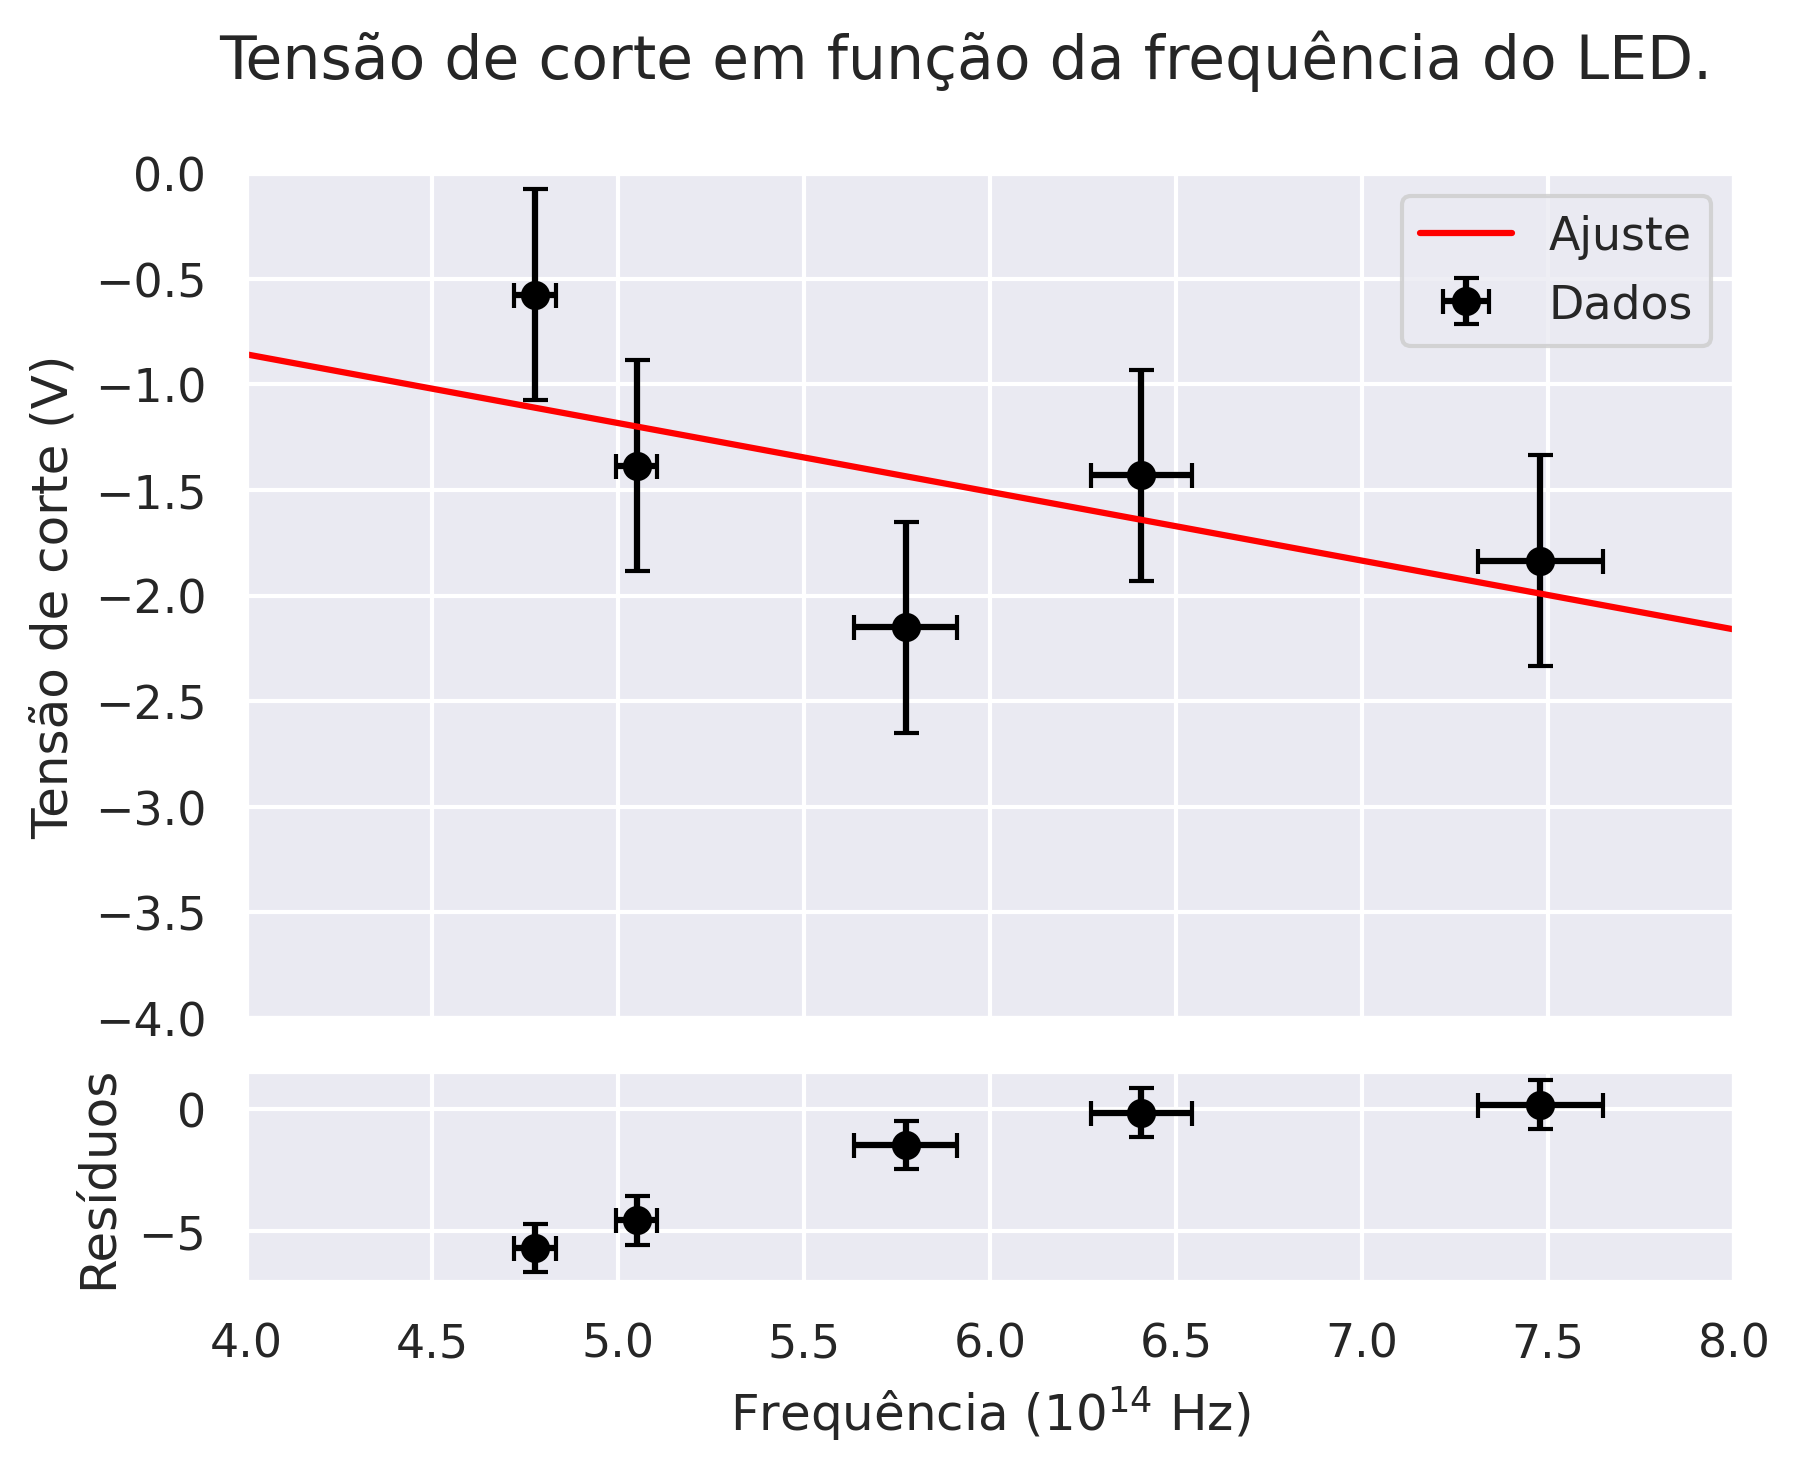 Tensão de corte em função da frequência do LED.
0.0
−0.5
−1.0
−1.5
−2.0
−2.5
−3.0
−3.5
−4.0
Tensão de corte (V)
Ajuste
Dados
0
−5
Resíduos
4.0 4.5 5.0 5.5 6.0 6.5 7.0 7.5 8.0
Frequência (10¹⁴ Hz)